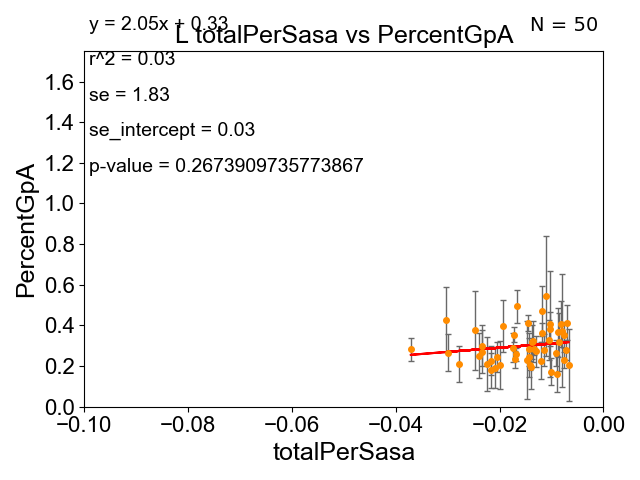 y = 2.05x + 0.33
N = 50
L totalPerSasa vs PercentGpA
r^2 = 0.03
se = 1.83
se_intercept = 0.03
p-value = 0.2673909735773867
PercentGpA
1.6
1.4
1.2
1.0
0.8
0.6
0.4
0.2
0.0
−0.10 −0.08 −0.06 −0.04 −0.02 0.00
totalPerSasa